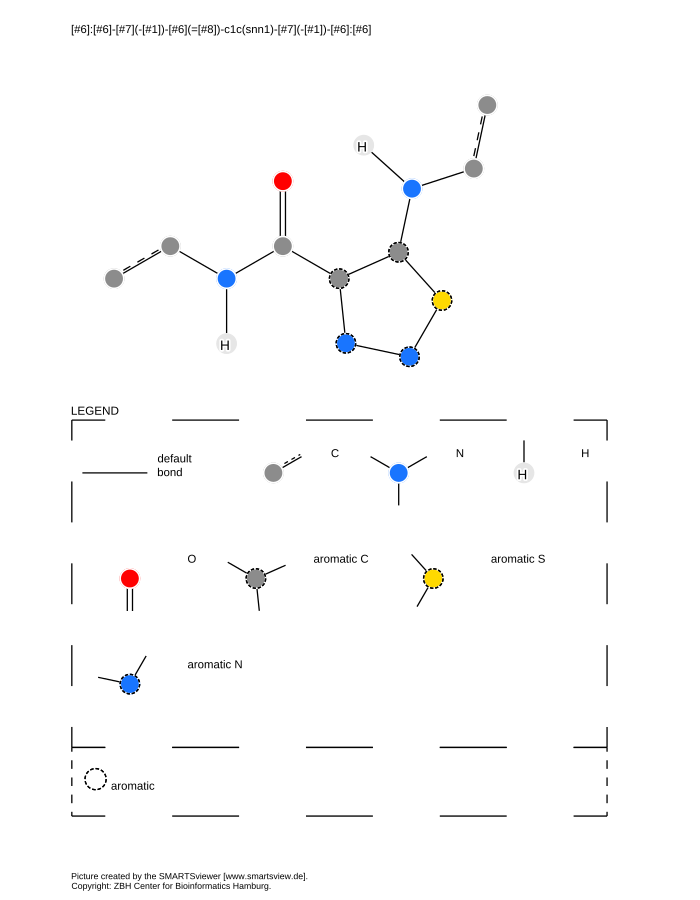 [#6]:[#6]-[#7](-[#1])-[#6](=[#8])-c1c(snn1)-[#7](-[#1])-[#6]:[#6]
H
H
LEGEND
default
bond
C
N
H
H
O
aromatic C
aromatic S
aromatic N
aromatic
Picture created by the SMARTSviewer [www.smartsview.de].
Copyright: ZBH Center for Bioinformatics Hamburg.